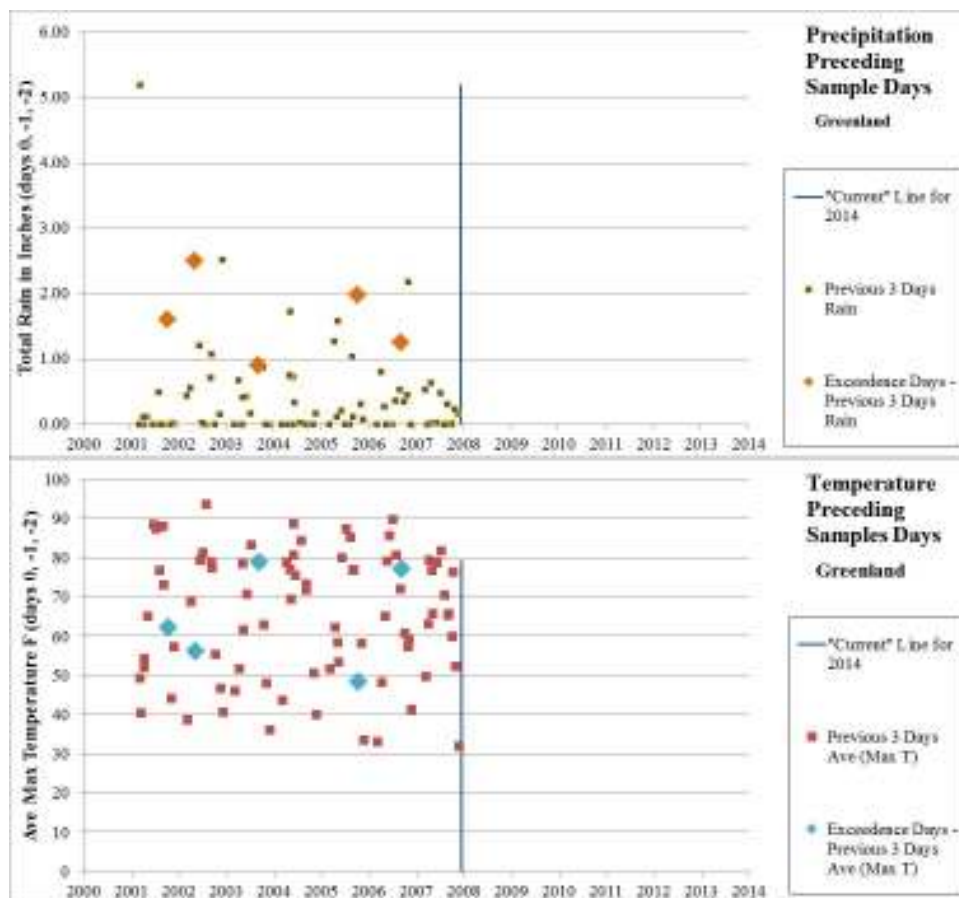 Precipitation
Preceding
Sample Days
Greenland
Total Rain in Inches (days 0, -1, -2)
6.00
5.00
4.00
3.00
2.00
1.00
0.00
2000 2001 2002 2003 2004 2005 2006 2007 2008 2009 2010 2011 2012 2013 2014
"Current" Line for
2014
Previous 3 Days
Rain
Exceedence Days -
Previous 3 Days
Rain
Temperature
Preceding
Samples Days
Greenland
Ave Max Temperature F (days 0, -1, -2)
100
90
80
70
60
50
40
30
20
10
0
2000 2001 2002 2003 2004 2005 2006 2007 2008 2009 2010 2011 2012 2013 2014
"Current" Line for
2014
Previous 3 Days
Ave (Max T)
Exceedence Days -
Previous 3 Days
Ave (Max T)